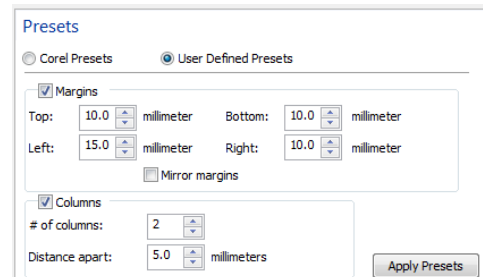 Presets
Corel Presets User Defined Presets
Margins
Top: 10.0 millimeter Bottom: 10.0 millimeter
Left: 15.0 millimeter Right: 10.0 millimeter
Mirror margins
Columns
# of columns: 2
Distance apart: 5.0 millimeters
Apply Presets